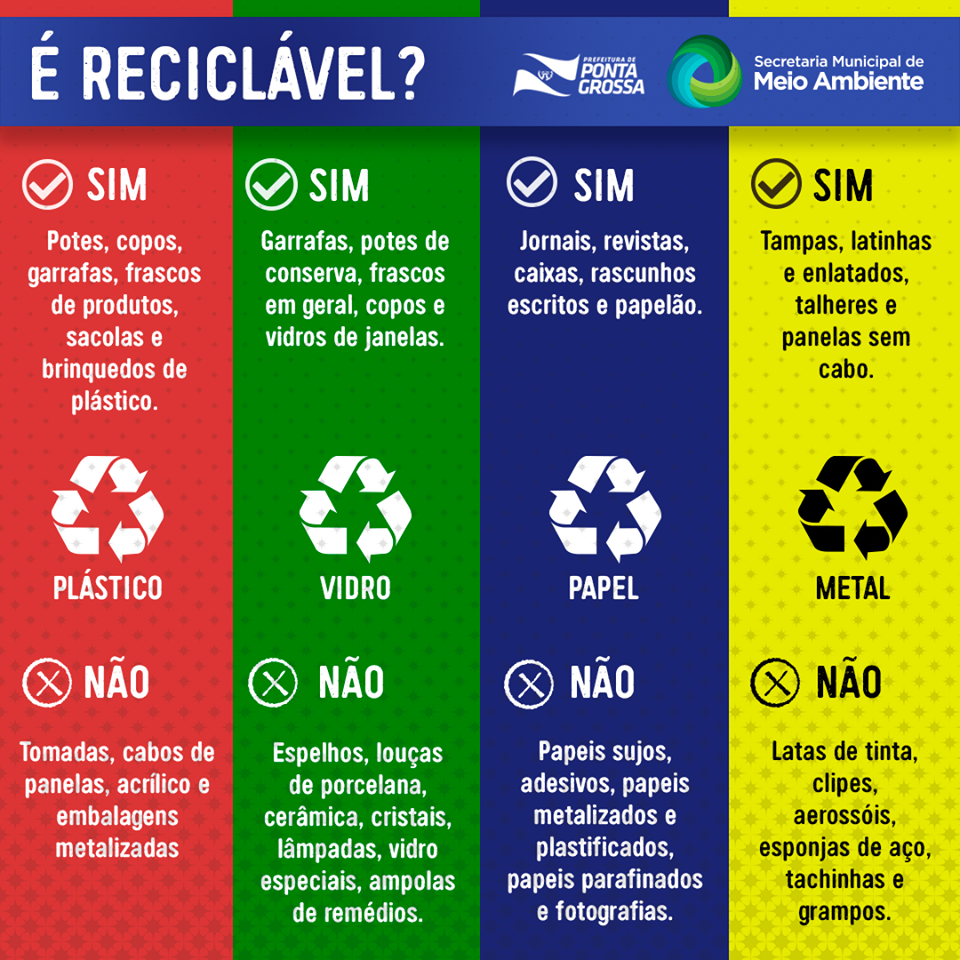 É RECICLÁVEL?
PREFEITURA DE
PONTA
GROSSA
Secretaria Municipal de
Meio Ambiente
SIM
Potes, copos,
garrafas, frascos
de produtos,
sacolas e
brinquedos de
plástico.
PLÁSTICO
NÃO
Tomadas, cabos de
panelas, acrílico e
embalagens
metalizadas
SIM
Garrafas, potes de
conserva, frascos
em geral, copos e
vidros de janelas.
VIDRO
NÃO
Espelhos, louças
de porcelana,
cerâmica, cristais,
lâmpadas, vidro
especiais, ampolas
de remédios.
SIM
Jornais, revistas,
caixas, rascunhos
escritos e papelão.
PAPEL
NÃO
Papeis sujos,
adesivos, papeis
metalizados e
plastificados,
papeis parafinados
e fotografias.
SIM
Tampas, latinhas
e enlatados,
talheres e
panelas sem
cabo.
METAL
NÃO
Latas de tinta,
clipes,
aerossóis,
esponjas de aço,
tachinhas e
grampos.